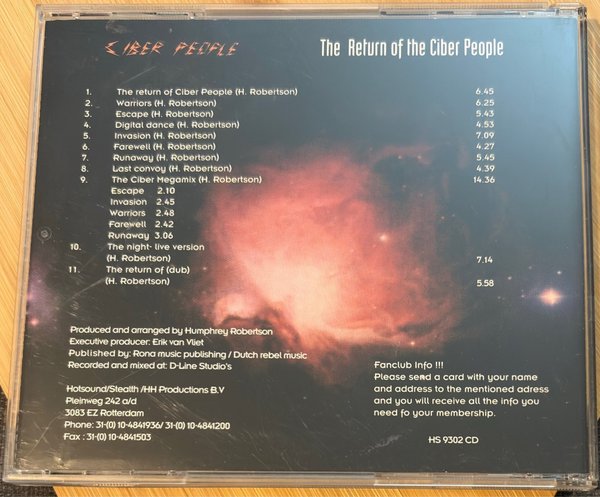 CIBER PEOPLE
The Return of the Ciber People
1. The return of Ciber People (H. Robertson) 6.45
2. Warriors (H. Robertson) 6.25
3. Escape (H. Robertson) 5.43
4. Digital dance (H. Robertson) 4.53
5. Invasion (H. Robertson) 7.09
6. Farewell (H. Robertson) 4.27
7. Runaway (H. Robertson) 5.45
8. Last convoy (H. Robertson) 4.39
9. The Ciber Megamix (H. Robertson) 14.36
Escape 2.10
Invasion 2.45
Warriors 2.48
Farewell 2.42
Runaway 3.06
10. The night- live version
(H. Robertson) 7.14
11. The return of (dub)
(H. Robertson) 5.58
Produced and arranged by Humphrey Robertson
Executive producer: Erik van Vliet
Published by: Rona music publishing / Dutch rebel music
Recorded and mixed at: D-Line Studio's
Hotsound/Stealth /HH Productions B.V
Pleinweg 242 a/d
3083 EZ Rotterdam
Phone: 31-(0) 10-4841936/ 31-(0) 10-4841200
Fax : 31-(0) 10-4841503
Fanclub Info !!!
Please send a card with your name
and address to the mentioned adress
and you will receive all the info you
need fo your membership.
HS 9302 CD